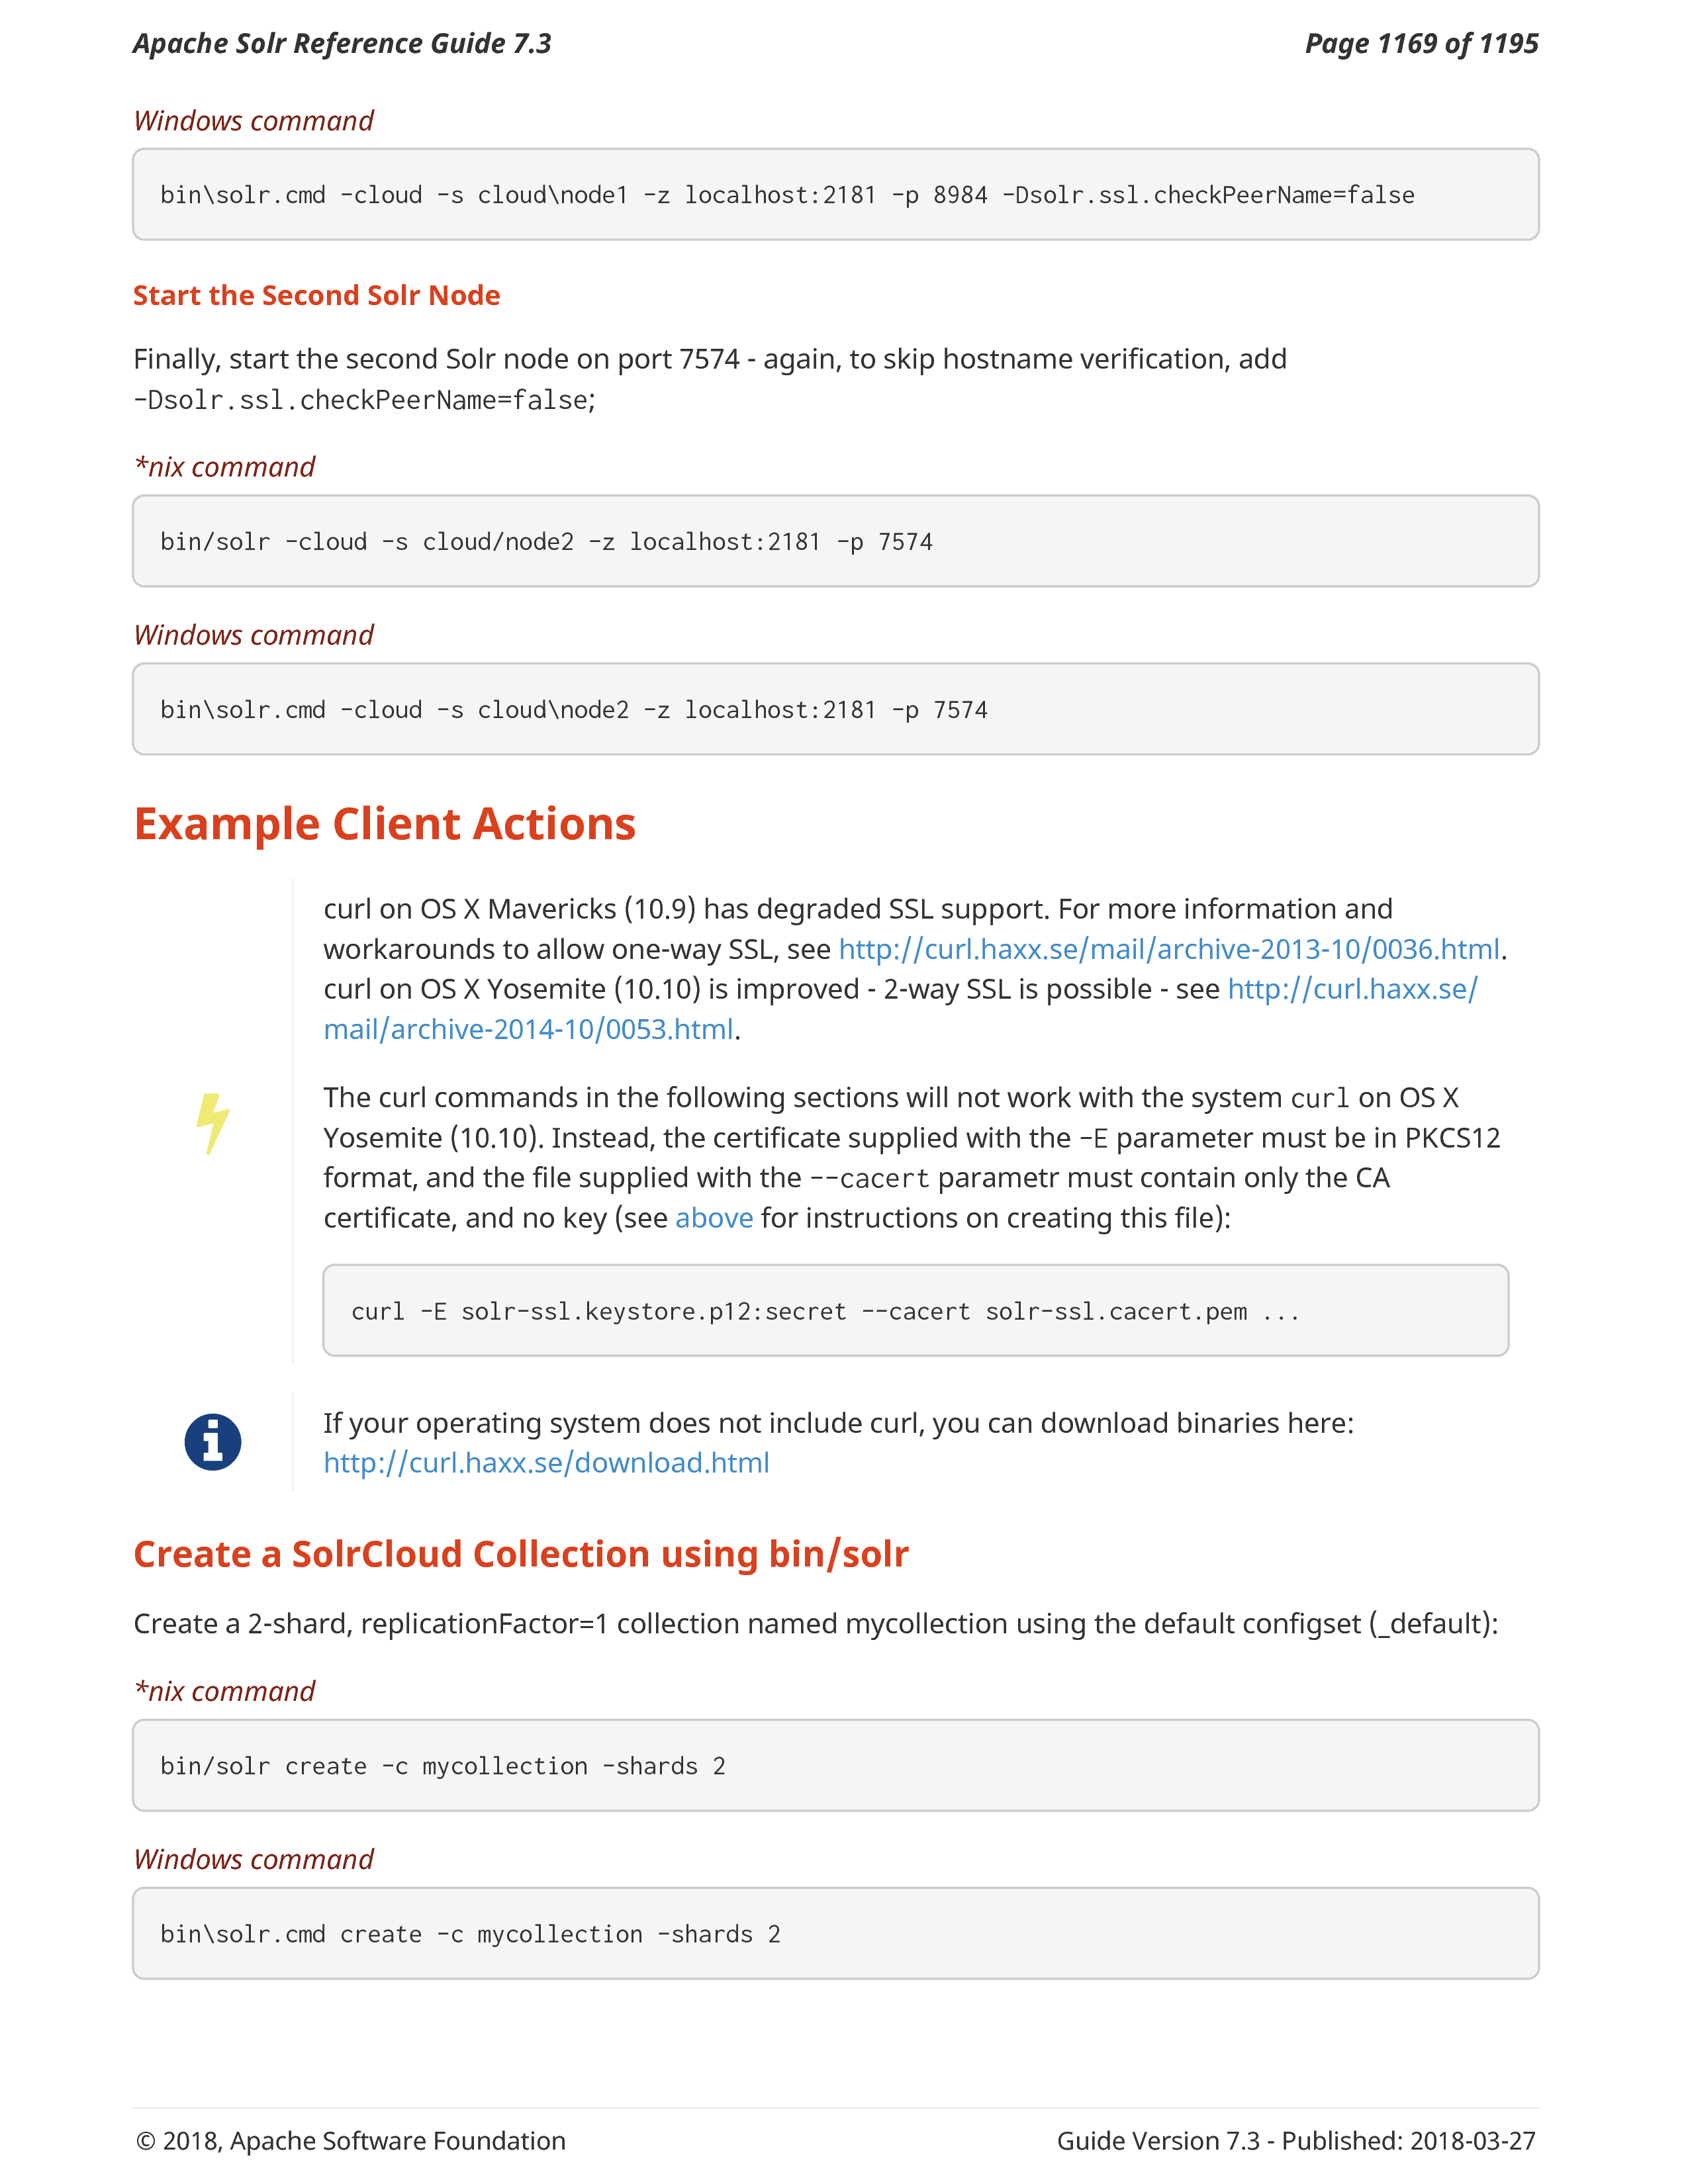 Apache Solr Reference Guide 7.3 Page 1169 of 1195
Windows command
bin\solr.cmd -cloud -s cloud\node1 -z localhost:2181 -p 8984 -Dsolr.ssl.checkPeerName=false
Start the Second Solr Node
Finally, start the second Solr node on port 7574 - again, to skip hostname verification, add
-Dsolr.ssl.checkPeerName=false;
*nix command
bin/solr -cloud -s cloud/node2 -z localhost:2181 -p 7574
Windows command
bin\solr.cmd -cloud -s cloud\node2 -z localhost:2181 -p 7574
Example Client Actions
curl on OS X Mavericks (10.9) has degraded SSL support. For more information and
workarounds to allow one-way SSL, see http://curl.haxx.se/mail/archive-2013-10/0036.html.
curl on OS X Yosemite (10.10) is improved - 2-way SSL is possible - see http://curl.haxx.se/
mail/archive-2014-10/0053.html.
The curl commands in the following sections will not work with the system curl on OS X
Yosemite (10.10). Instead, the certificate supplied with the -E parameter must be in PKCS12
format, and the file supplied with the --cacert parametr must contain only the CA
certificate, and no key (see above for instructions on creating this file):
curl -E solr-ssl.keystore.p12:secret --cacert solr-ssl.cacert.pem ...
If your operating system does not include curl, you can download binaries here:
http://curl.haxx.se/download.html
Create a SolrCloud Collection using bin/solr
Create a 2-shard, replicationFactor=1 collection named mycollection using the default configset (_default):
*nix command
bin/solr create -c mycollection -shards 2
Windows command
bin\solr.cmd create -c mycollection -shards 2
© 2018, Apache Software Foundation Guide Version 7.3 - Published: 2018-03-27